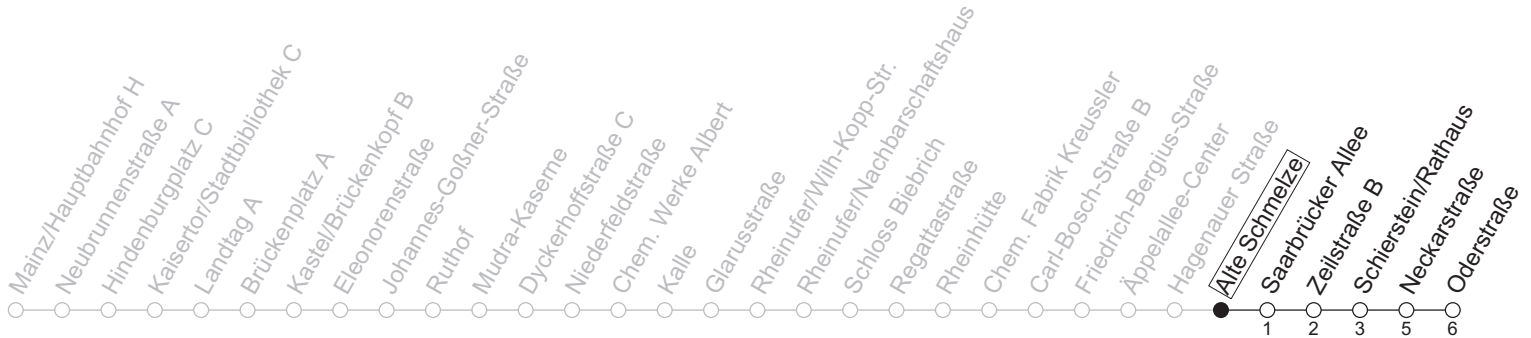 Mainz/Hauptbahnhof H
Neubrunnenstraße A
Hindenburgplatz C
Kaisertor/Stadtbibliothek C
Landtag A
Brückenplatz A
Kastel/Brückenkopf B
Eleonorenstraße
Johannes-Goßner-Straße
Ruthof
Mudra-Kaserne
Dyckerhoffstraße C
Niederfeldstraße
Chem. Werke Albert
Kalle
Glarusstraße
Rheinufer/Wilh-Kopp-Str.
Rheinufer/Nachbarschaftshaus
Schloss Biebrich
Regattastraße
Rheinhütte
Chem. Fabrik Kreussler
Carl-Bosch-Straße B
Friedrich-Bergius-Straße
Äppelallee-Center
Hagenauer Straße
Alte Schmelze
Saarbrücker Allee
Zeilstraße B
Schierstein/Rathaus
Neckarstraße
Oderstraße
1 2 3 5 6